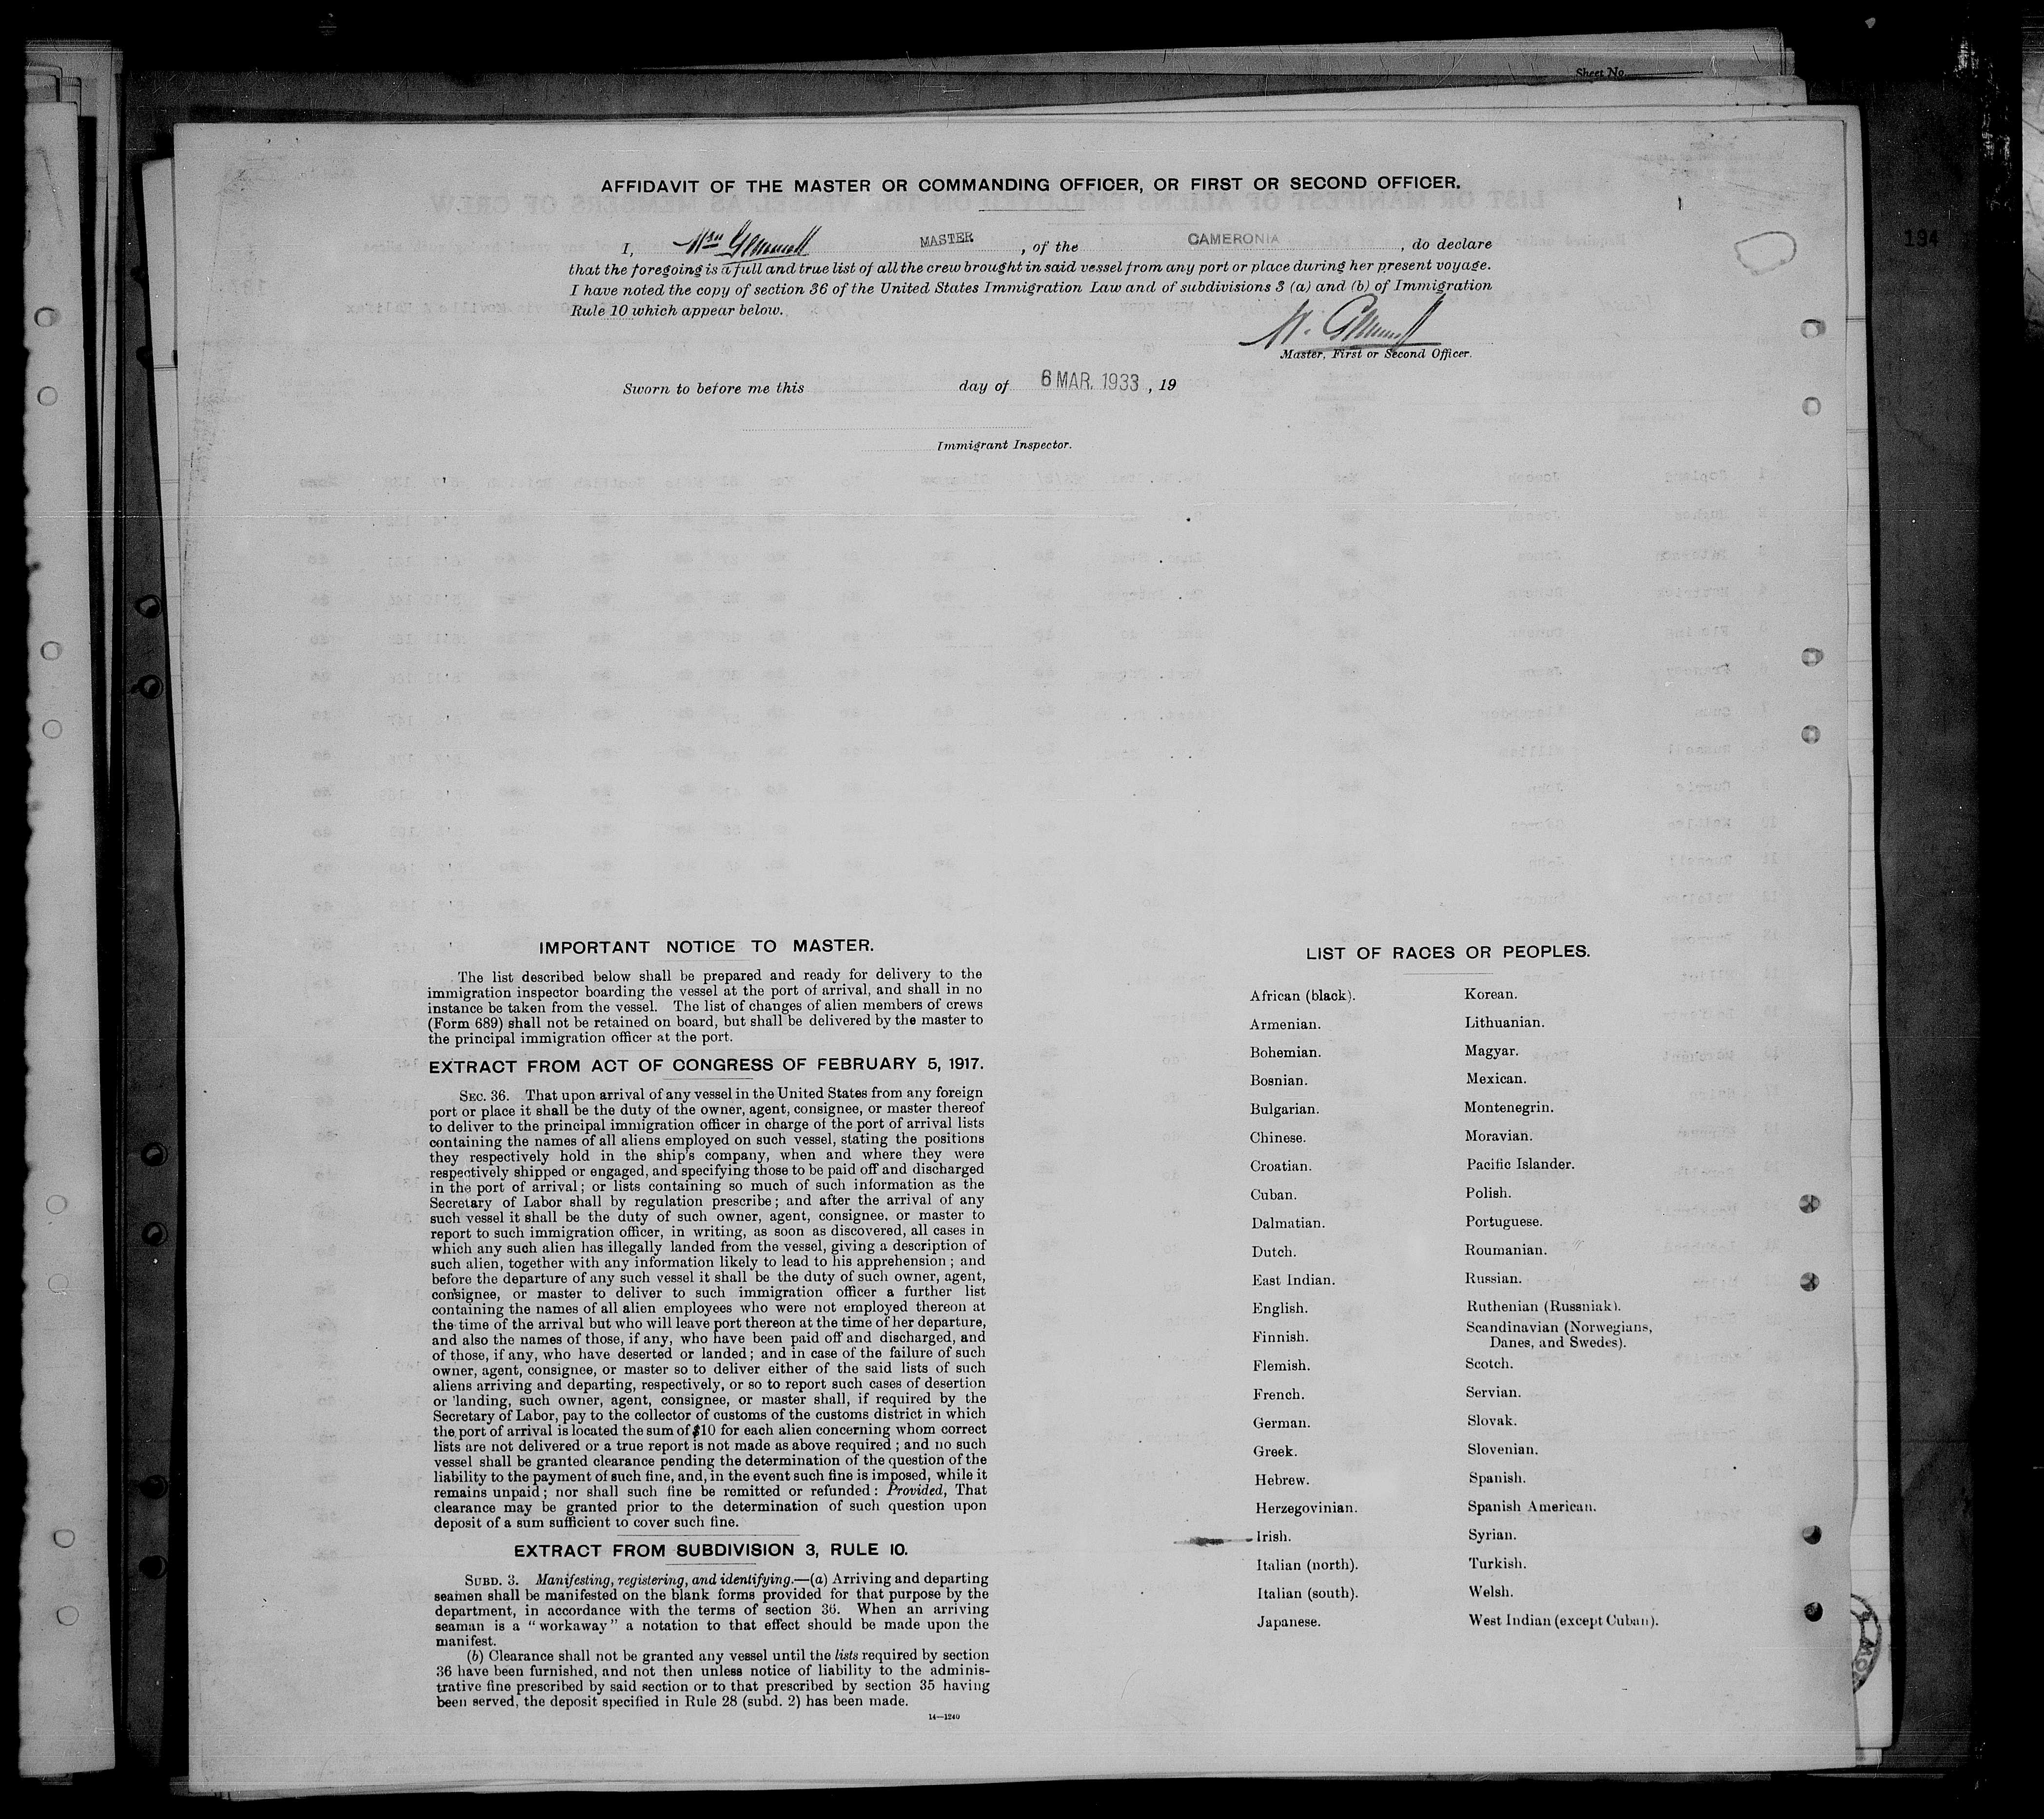 Sheet No.
AFFIDAVIT OF THE MASTER OR COMMANDING OFFICER, OR FIRST OR SECOND OFFICER.
I, Wm Gemmell MASTER , of the CAMERONIA , do declare
that the foregoing is a full and true list of all the crew brought in said vessel from any port or place during her present voyage.
I have noted the copy of section 36 of the United States Immigration Law and of subdivisions 3 (a) and (b) of Immigration
Rule 10 which appear below.
W. Gemmell
Master, First or Second Officer.
Sworn to before me this day of 6 MAR. 1933 , 19
Immigrant Inspector.
194
IMPORTANT NOTICE TO MASTER.
The list described below shall be prepared and ready for delivery to the
immigration inspector boarding the vessel at the port of arrival, and shall in no
instance be taken from the vessel. The list of changes of alien members of crews
(Form 689) shall not be retained on board, but shall be delivered by the master to
the principal immigration officer at the port.
EXTRACT FROM ACT OF CONGRESS OF FEBRUARY 5, 1917.
SEC. 36. That upon arrival of any vessel in the United States from any foreign
port or place it shall be the duty of the owner, agent, consignee, or master thereof
to deliver to the principal immigration officer in charge of the port of arrival lists
containing the names of all aliens employed on such vessel, stating the positions
they respectively hold in the ship's company, when and where they were
respectively shipped or engaged, and specifying those to be paid off and discharged
in the port of arrival; or lists containing so much of such information as the
Secretary of Labor shall by regulation prescribe; and after the arrival of any
such vessel it shall be the duty of such owner, agent, consignee, or master to
report to such immigration officer, in writing, as soon as discovered, all cases in
which any such alien has illegally landed from the vessel, giving a description of
such alien, together with any information likely to lead to his apprehension; and
before the departure of any such vessel it shall be the duty of such owner, agent,
consignee, or master to deliver to such immigration officer a further list
containing the names of all alien employees who were not employed thereon at
the time of the arrival but who will leave port thereon at the time of her departure,
and also the names of those, if any, who have been paid off and discharged, and
of those, if any, who have deserted or landed; and in case of the failure of such
owner, agent, consignee, or master so to deliver either of the said lists of such
aliens arriving and departing, respectively, or so to report such cases of desertion
or landing, such owner, agent, consignee, or master shall, if required by the
Secretary of Labor, pay to the collector of customs of the customs district in which
the port of arrival is located the sum of $10 for each alien concerning whom correct
lists are not delivered or a true report is not made as above required; and no such
vessel shall be granted clearance pending the determination of the question of the
liability to the payment of such fine, and, in the event such fine is imposed, while it
remains unpaid; nor shall such fine be remitted or refunded: Provided, That
clearance may be granted prior to the determination of such question upon
deposit of a sum sufficient to cover such fine.
EXTRACT FROM SUBDIVISION 3, RULE 10.
SUBD. 3. Manifesting, registering, and identifying.—(a) Arriving and departing
seamen shall be manifested on the blank forms provided for that purpose by the
department, in accordance with the terms of section 36. When an arriving
seaman is a "workaway" a notation to that effect should be made upon the
manifest.
(b) Clearance shall not be granted any vessel until the lists required by section
36 have been furnished, and not then unless notice of liability to the adminis-
trative fine prescribed by said section or to that prescribed by section 35 having
been served, the deposit specified in Rule 28 (subd. 2) has been made.
14—1240
LIST OF RACES OR PEOPLES.
African (black).
Armenian.
Bohemian.
Bosnian.
Bulgarian.
Chinese.
Croatian.
Cuban.
Dalmatian.
Dutch.
East Indian.
English.
Finnish.
Flemish.
French.
German.
Greek.
Hebrew.
Herzegovinian.
Irish.
Italian (north).
Italian (south).
Japanese.
Korean.
Lithuanian.
Magyar.
Mexican.
Montenegrin.
Moravian.
Pacific Islander.
Polish.
Portuguese.
Roumanian.
Russian.
Ruthenian (Russniak).
Scandinavian (Norwegians,
Danes, and Swedes).
Scotch.
Servian.
Slovak.
Slovenian.
Spanish.
Spanish American.
Syrian.
Turkish.
Welsh.
West Indian (except Cuban).